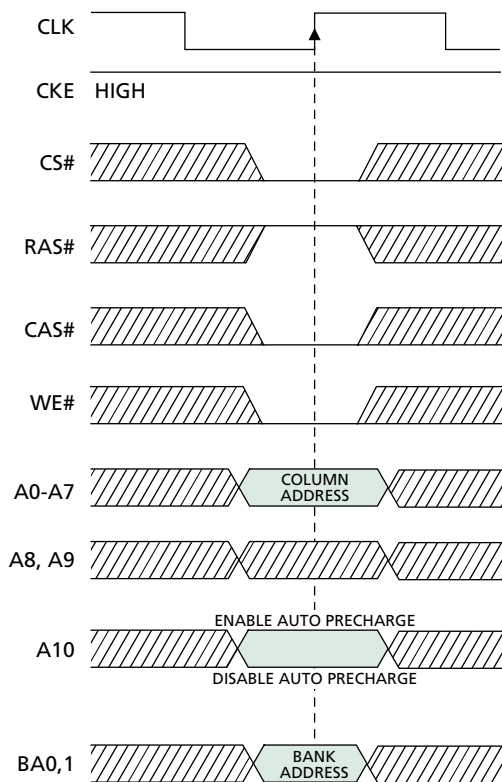 CLK
CKE HIGH
CS#
RAS#
CAS#
WE#
A0-A7 COLUMN
ADDRESS
A8, A9
ENABLE AUTO PRECHARGE
A10
DISABLE AUTO PRECHARGE
BA0,1 BANK
ADDRESS